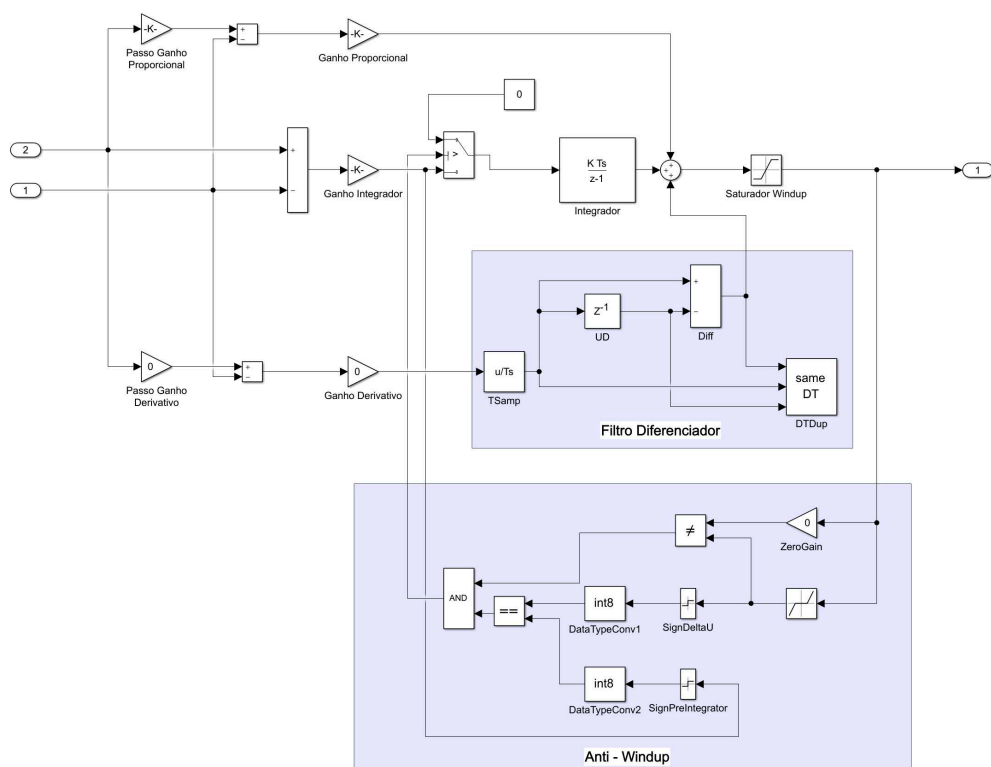 -K-
Passo Ganho
Proporcional
+
−
-K-
Ganho Proporcional
0
2
1
+
−
-K-
Ganho Integrador
>
K Ts
z-1
Integrador
+
+
+
Saturador Windup
1
0
Passo Ganho
Derivativo
+
−
0
Ganho Derivativo
u/Ts
TSamp
Z-1
UD
+
−
Diff
same
DT
DTDup
Filtro Diferenciador
≠
0
ZeroGain
AND
==
int8
DataTypeConv1
SignDeltaU
int8
DataTypeConv2
SignPreIntegrator
Anti - Windup